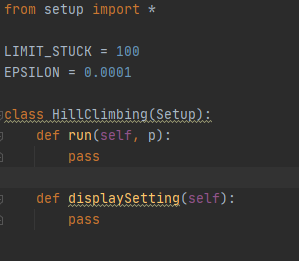 from setup import *
LIMIT_STUCK = 100
EPSILON = 0.0001
class HillClimbing(Setup):
def run(self, p):
pass
def displaySetting(self):
pass